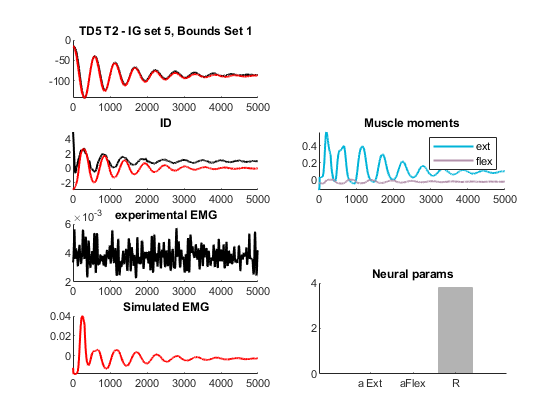 TD5 T2 - IG set 5, Bounds Set 1
0
-50
-100
0 1000 2000 3000 4000 5000
ID
4
2
0
-2
0 1000 2000 3000 4000 5000
Muscle moments
0.4
0.2
0
ext
flex
0 1000 2000 3000 4000 5000
×10⁻³
experimental EMG
6
4
2
0 1000 2000 3000 4000 5000
Simulated EMG
0.04
0.02
0
0 1000 2000 3000 4000 5000
Neural params
4
2
0
a Ext aFlex R